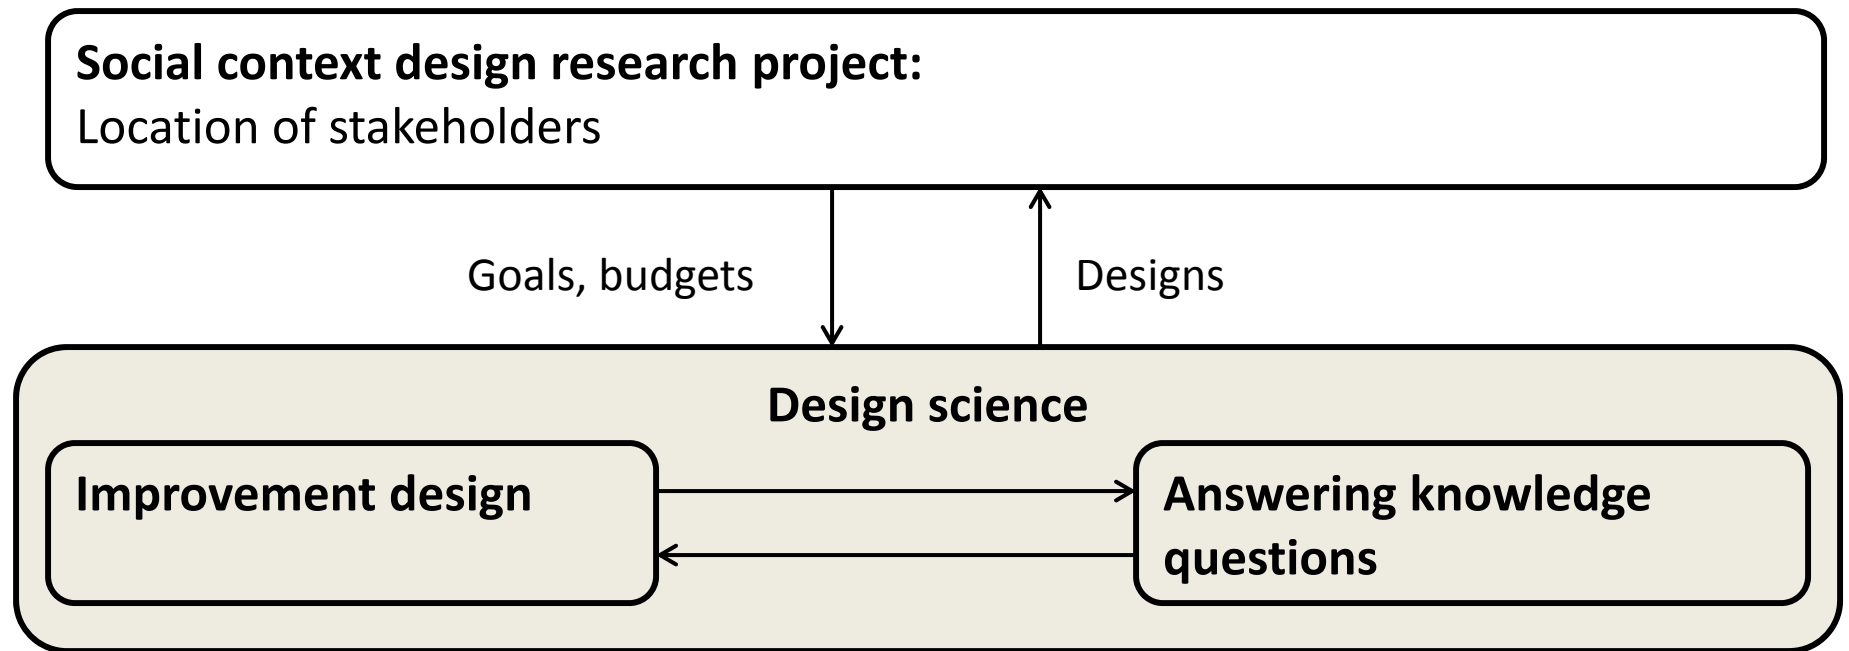 Social context design research project:
Location of stakeholders
Goals, budgets
Designs
Design science
Improvement design
Answering knowledge
questions